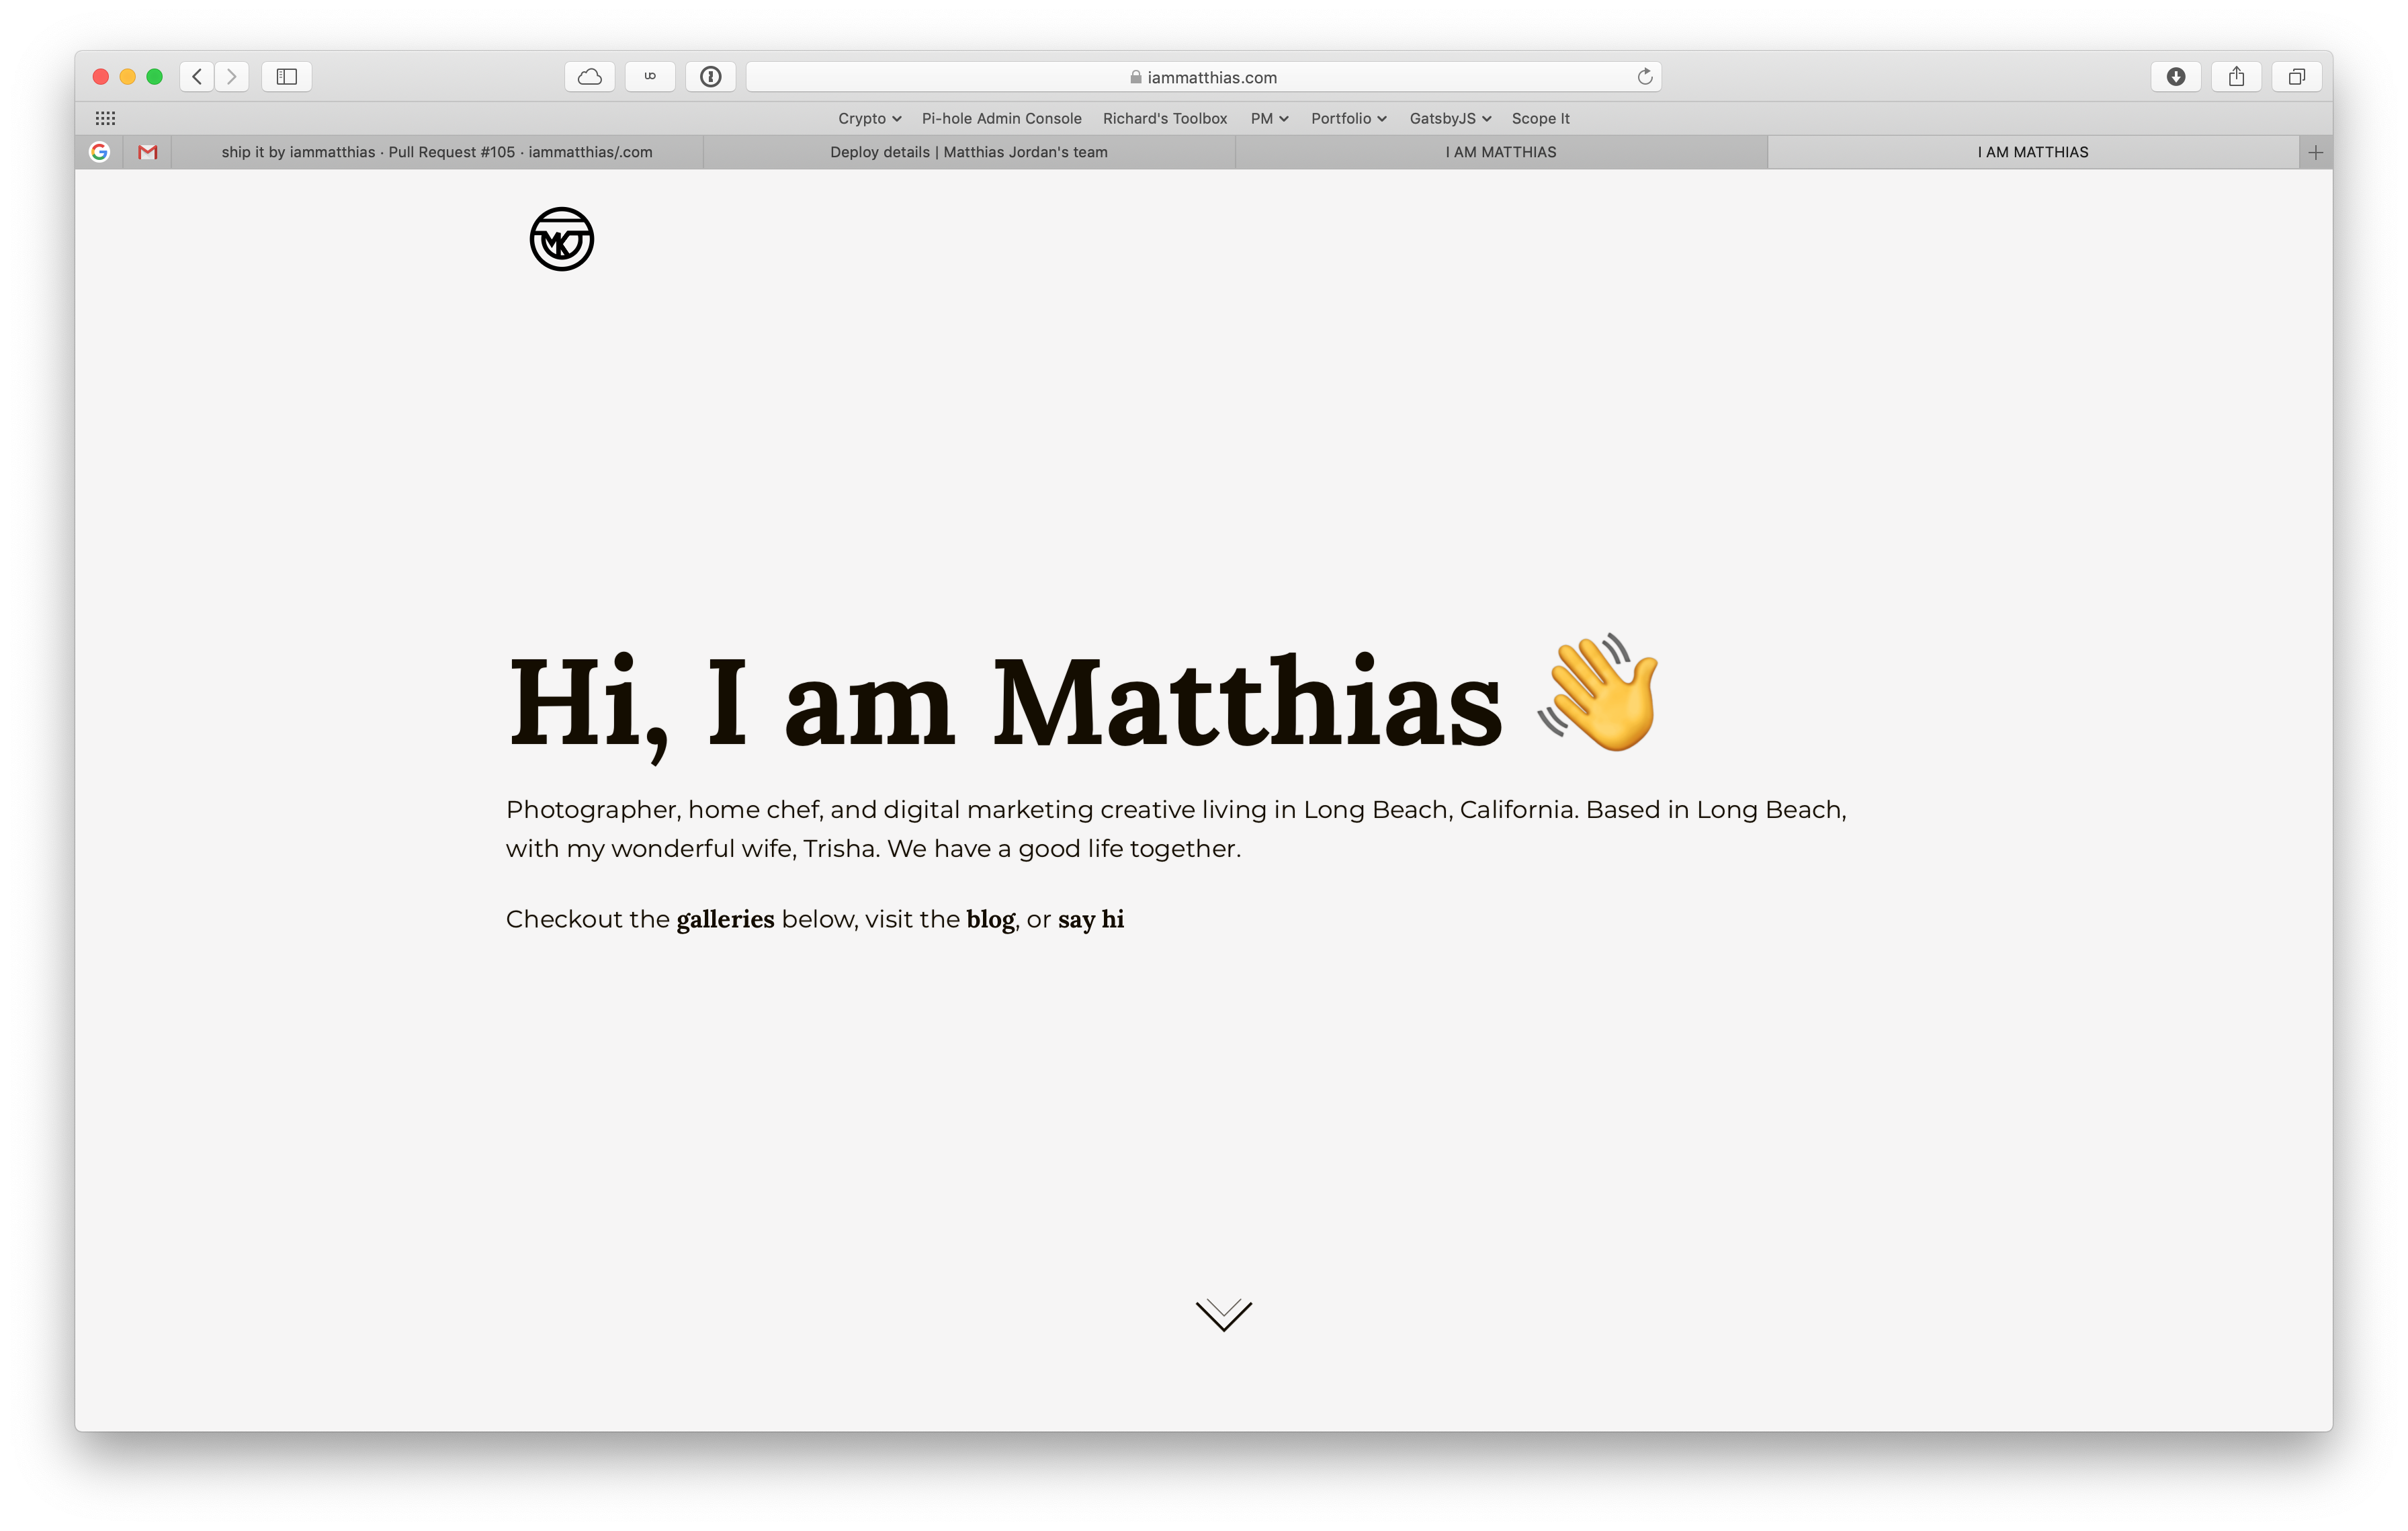 iammatthias.com
Crypto Pi-hole Admin Console Richard's Toolbox PM Portfolio GatsbyJS Scope It
ship it by iammatthias · Pull Request #105 · iammatthias/.com Deploy details | Matthias Jordan's team I AM MATTHIAS I AM MATTHIAS
Hi, I am Matthias 👋
Photographer, home chef, and digital marketing creative living in Long Beach, California. Based in Long Beach,
with my wonderful wife, Trisha. We have a good life together.
Checkout the galleries below, visit the blog, or say hi